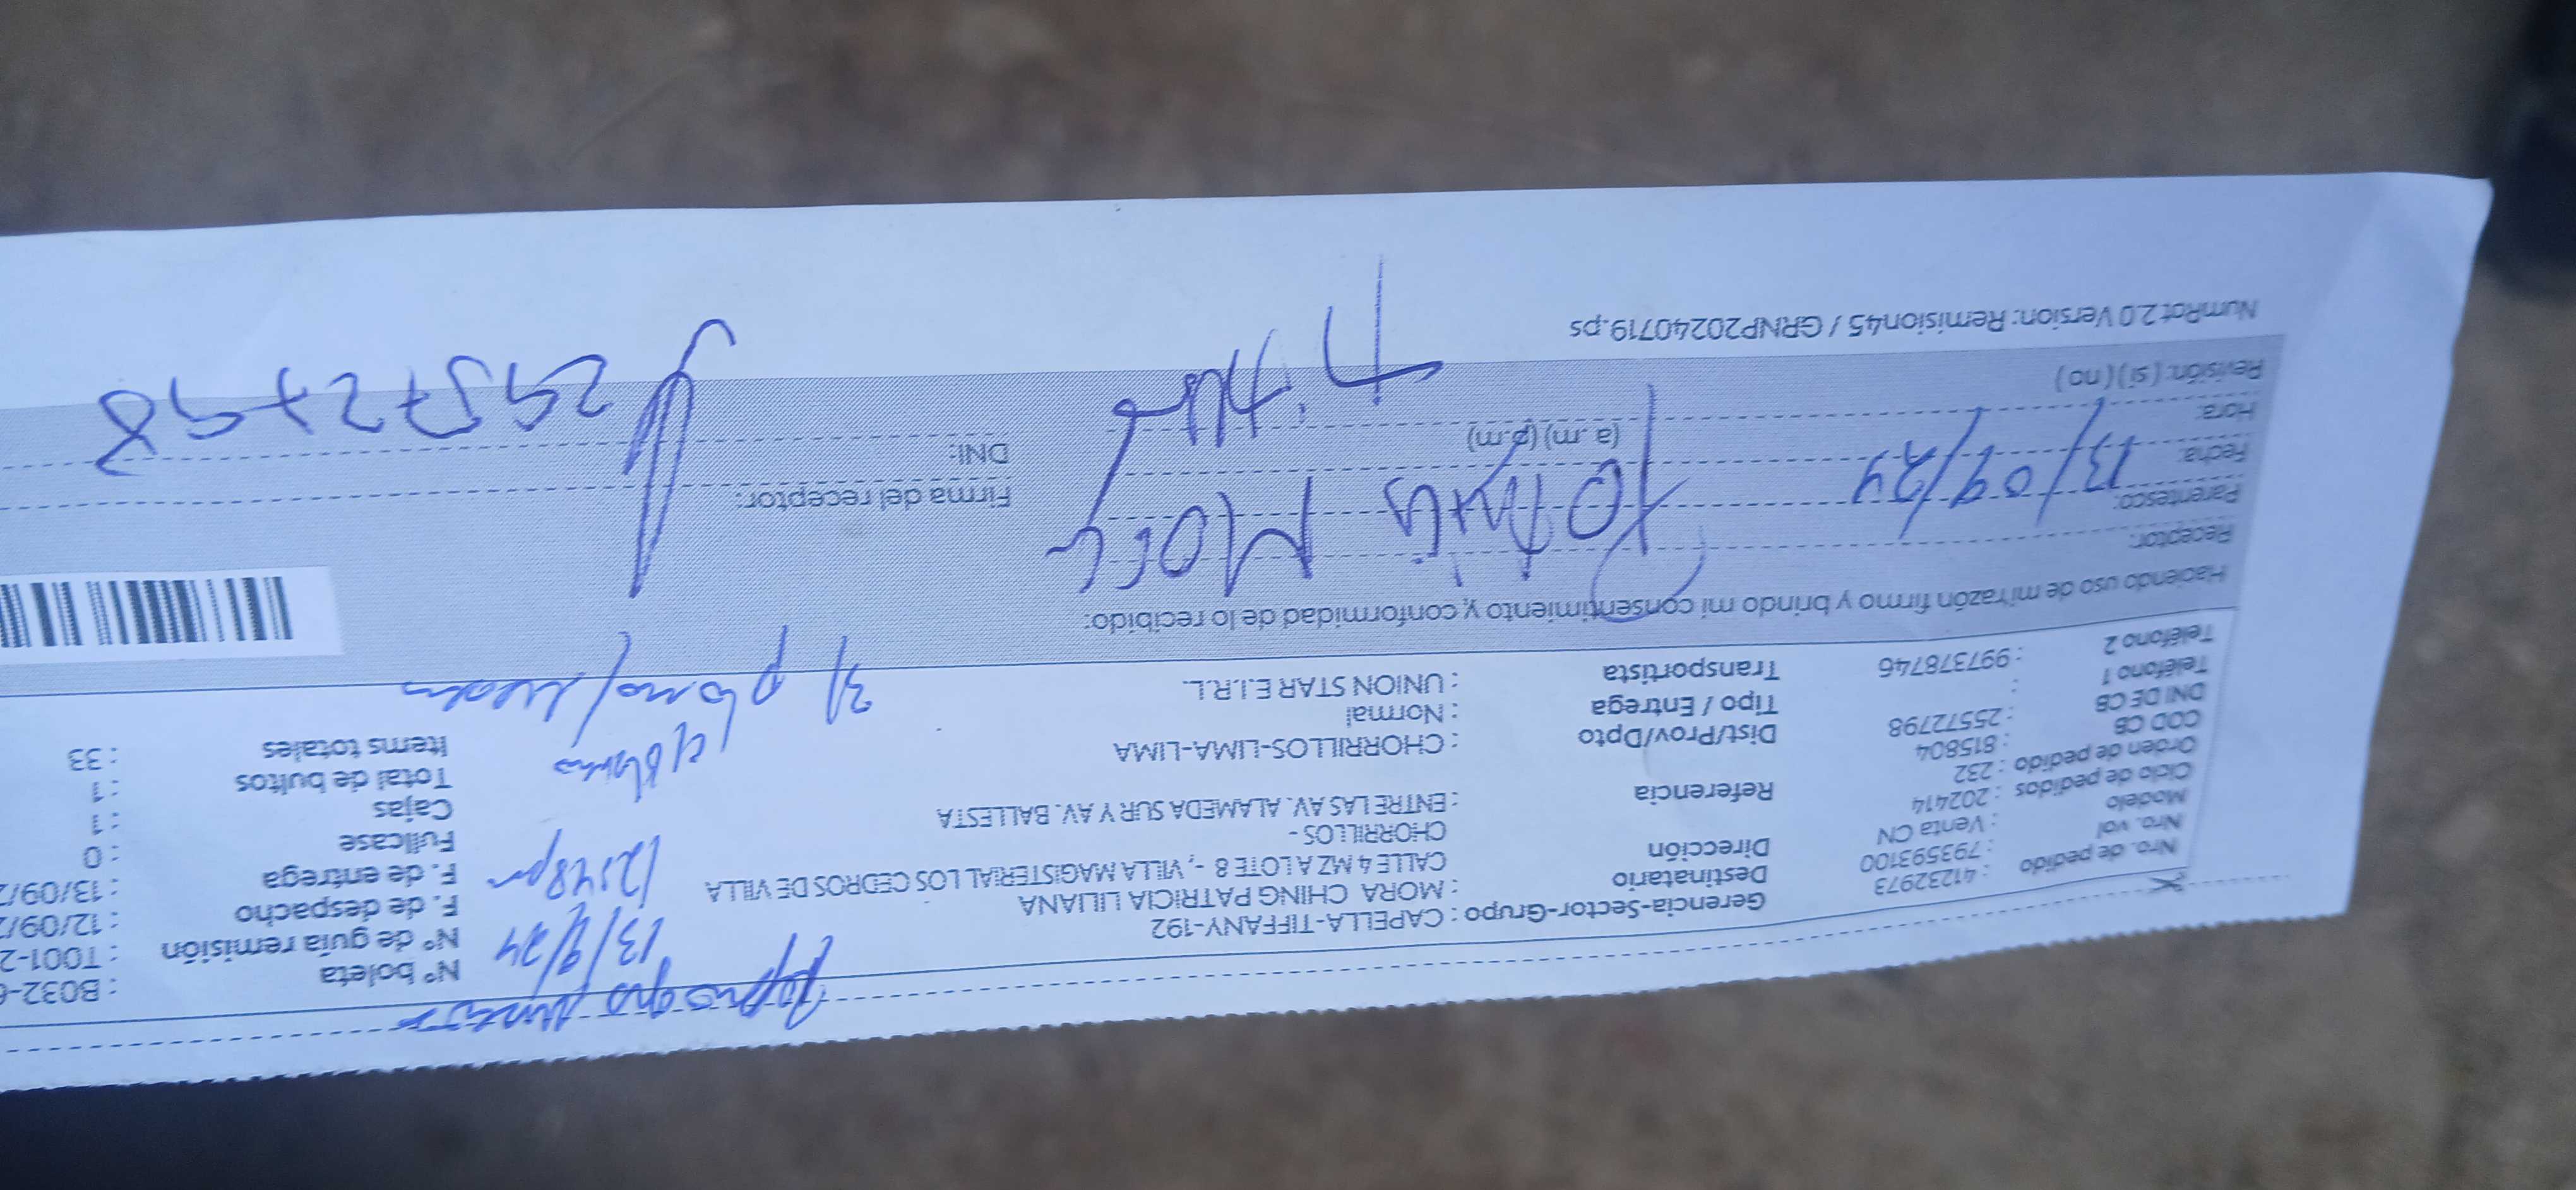 Nro. de pedido : 41232973
Nro. vol : 793593100
Modelo : Venta CN
Ciclo de pedidos : 202414
Orden de pedido : 232
COD CB : 815804
DNI DE CB : 25572798
Teléfono 1 :
Teléfono 2 : 997378746
Gerencia-Sector-Grupo : CAPELLA-TIFFANY-192
Destinatario : MORA CHING PATRICIA LILIANA
Dirección CALLE 4 MZ A LOTE 8 -, VILLA MAGISTERIAL LOS CEDROS DE VILLA
CHORRILLOS -
Referencia : ENTRE LAS AV. ALAMEDA SUR Y AV. BALLESTA
Dist/Prov/Dpto : CHORRILLOS-LIMA-LIMA
Tipo / Entrega : Normal
Transportista : UNION STAR E.I.R.L.
13/9/24
12:48pm
N° boleta : B032-6
N° de guía remisión : T001-2
F. de despacho : 12/09/2
F. de entrega : 13/09/2
Fullcase : 0
Cajas : 1
Total de bultos : 1
Items totales : 33
Haciendo uso de mi razón firmo y brindo mi consentimiento y conformidad de lo recibido:
Receptor:
Parentesco:
Fecha: 13/09/24
Hora: (a.m) (p.m)
Revisión: ( si ) ( no )
Firma del receptor:
DNI:
NumRot 2.0 Version: Remision45 / GRNP20240719.ps